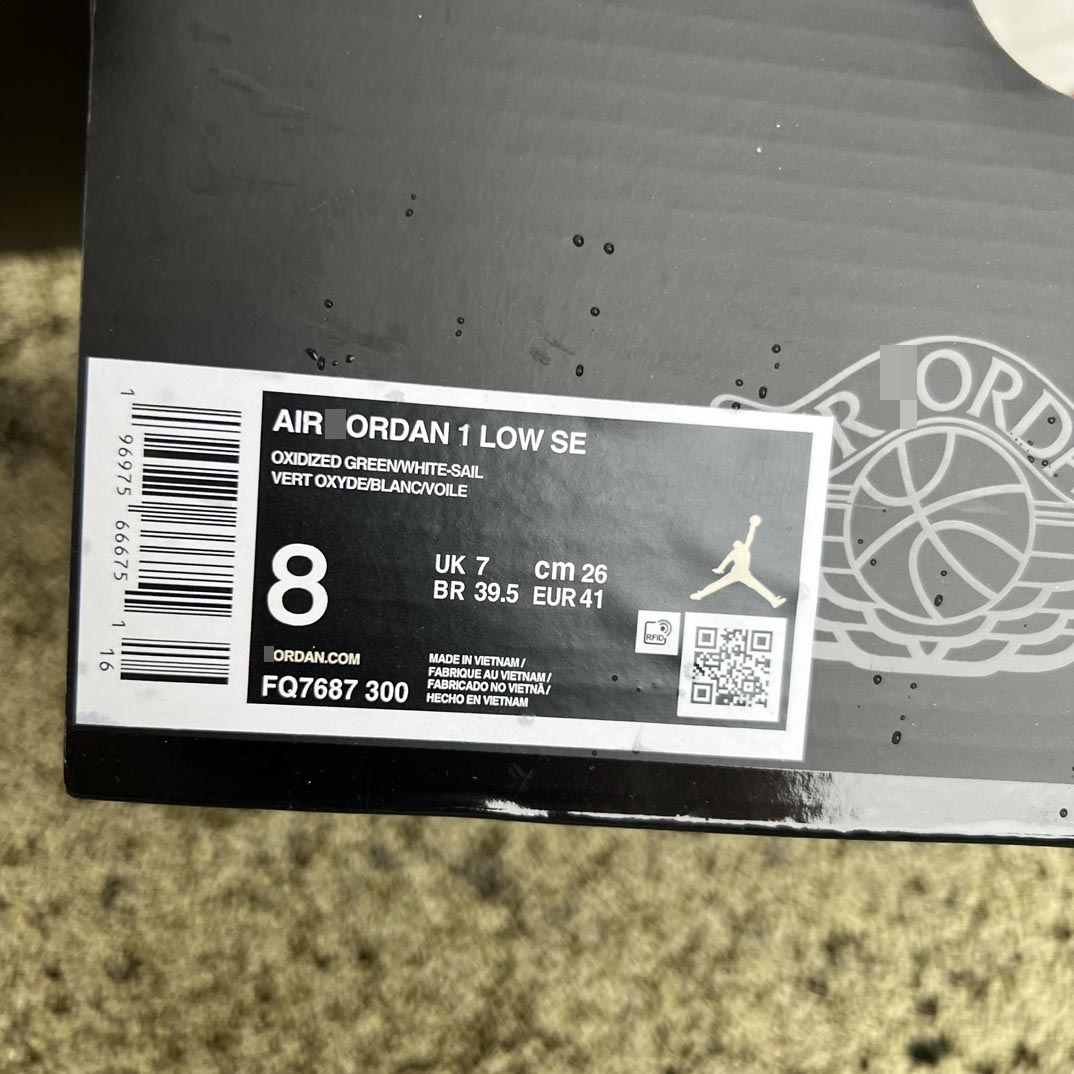 AIR ORDAN 1 LOW SE
OXIDIZED GREEN/WHITE-SAIL
VERT OXYDE/BLANC/VOILE
8
UK 7 cm 26
BR 39.5 EUR 41
RFID
ORDAN.COM
FQ7687 300
MADE IN VIETNAM /
FABRIQUE AU VIETNAM /
FABRICADO NO VIETNÃ /
HECHO EN VIETNAM
1 96975 66675 1 16
R ORDA